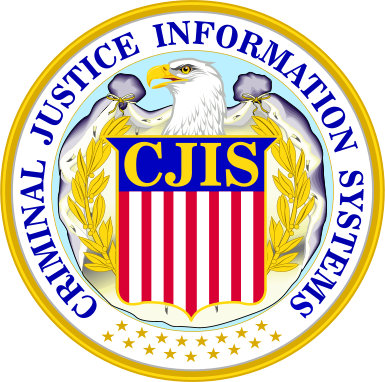 CRIMINAL JUSTICE INFORMATION SYSTEMS
CJIS